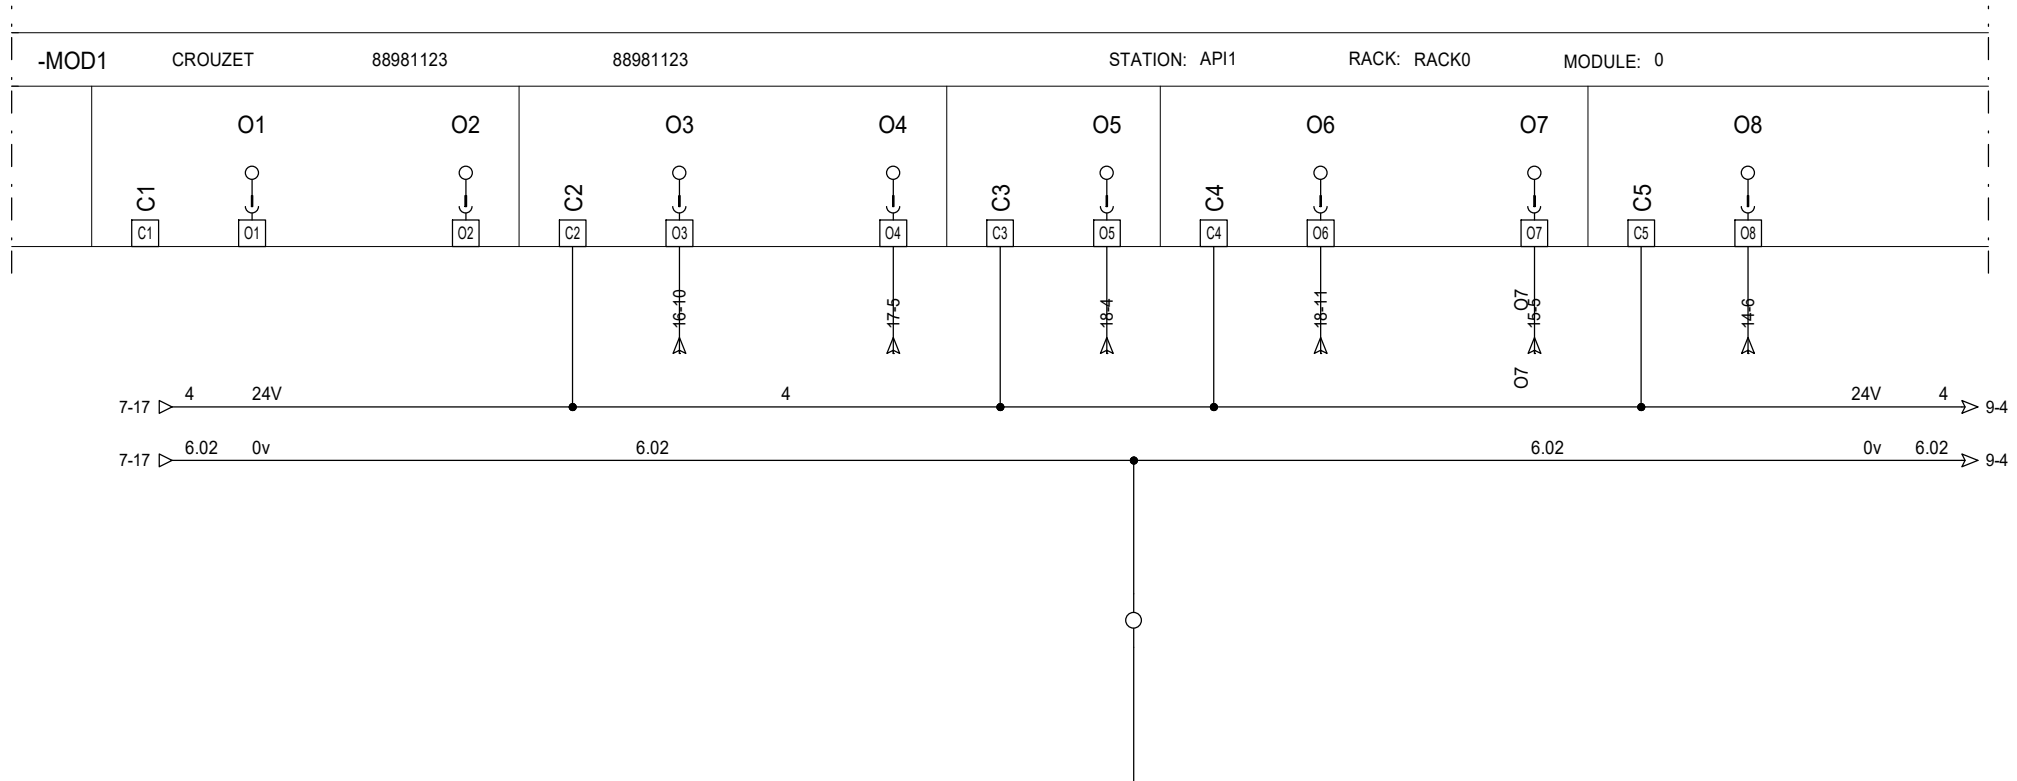 -MOD1 CROUZET 88981123 88981123 STATION: API1 RACK: RACK0 MODULE: 0
O1 O2 O3 O4 O5 O6 O7 O8
C1 C2 C3 C4 C5
C1 O1 O2 C2 O3 O4 C3 O5 C4 O6 O7 C5 O8
16-10 17-5 18-4 18-11 O7 15-5 14-6
O7
7-17 4 24V 4 24V 4 9-4
7-17 6.02 0v 6.02 6.02 0v 6.02 9-4